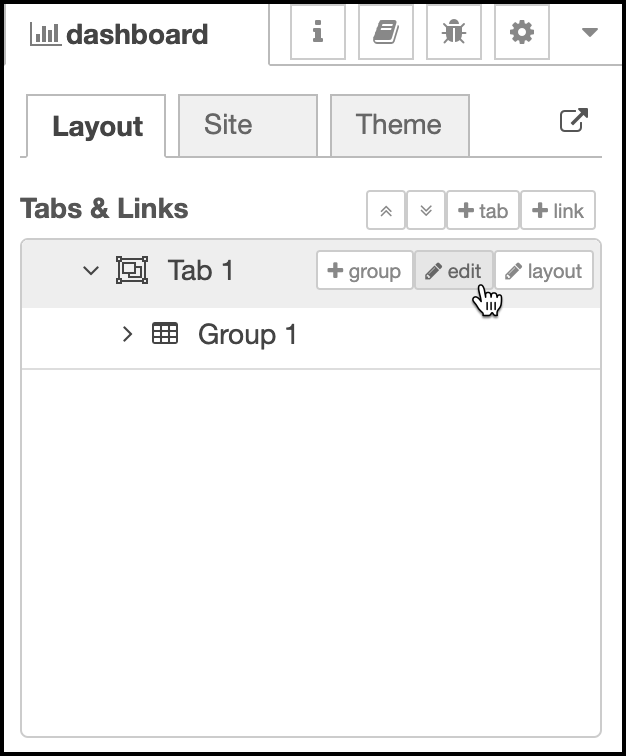 dashboard i
Layout Site Theme
Tabs & Links + tab + link
Tab 1 + group edit layout
Group 1